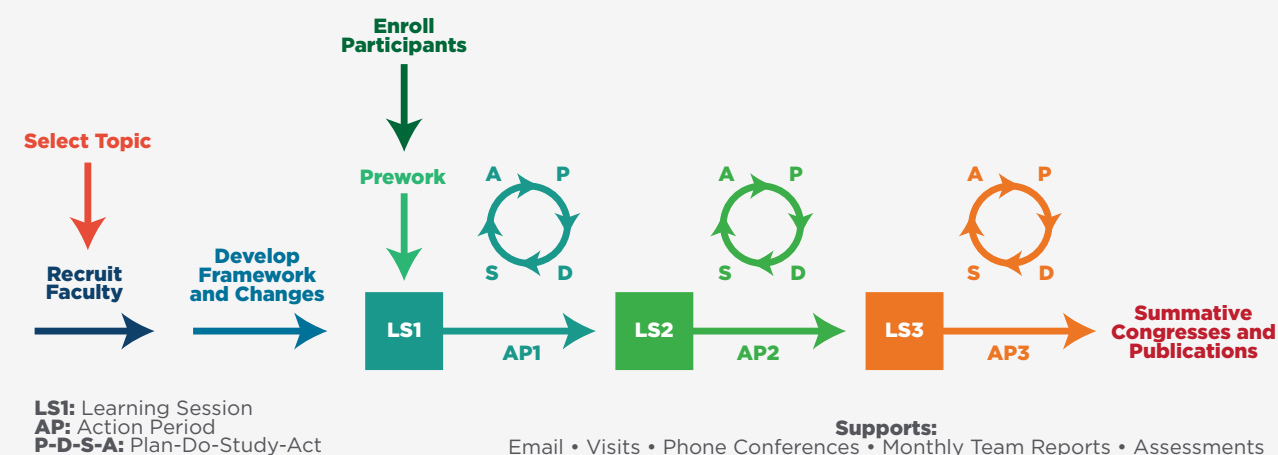 Enroll
Participants
Select Topic
Prework
A P
S D
A P
S D
A P
S D
Recruit
Faculty
Develop
Framework
and Changes
LS1
AP1
LS2
AP2
LS3
AP3
Summative
Congresses and
Publications
LS1: Learning Session
AP: Action Period
P-D-S-A: Plan-Do-Study-Act
Supports:
Email • Visits • Phone Conferences • Monthly Team Reports • Assessments